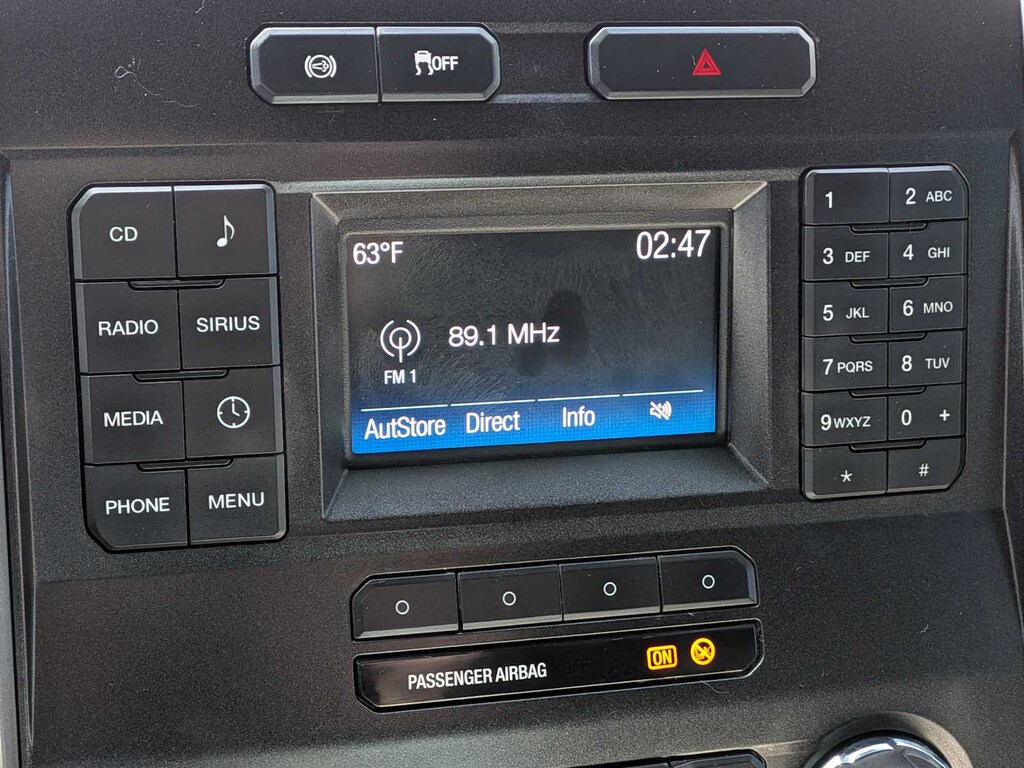 OFF
CD
RADIO SIRIUS
MEDIA
PHONE MENU
63°F 02:47
89.1 MHz
FM 1
AutStore Direct Info
1 2 ABC
3 DEF 4 GHI
5 JKL 6 MNO
7 PQRS 8 TUV
9 WXYZ 0 +
* #
PASSENGER AIRBAG OFF ON